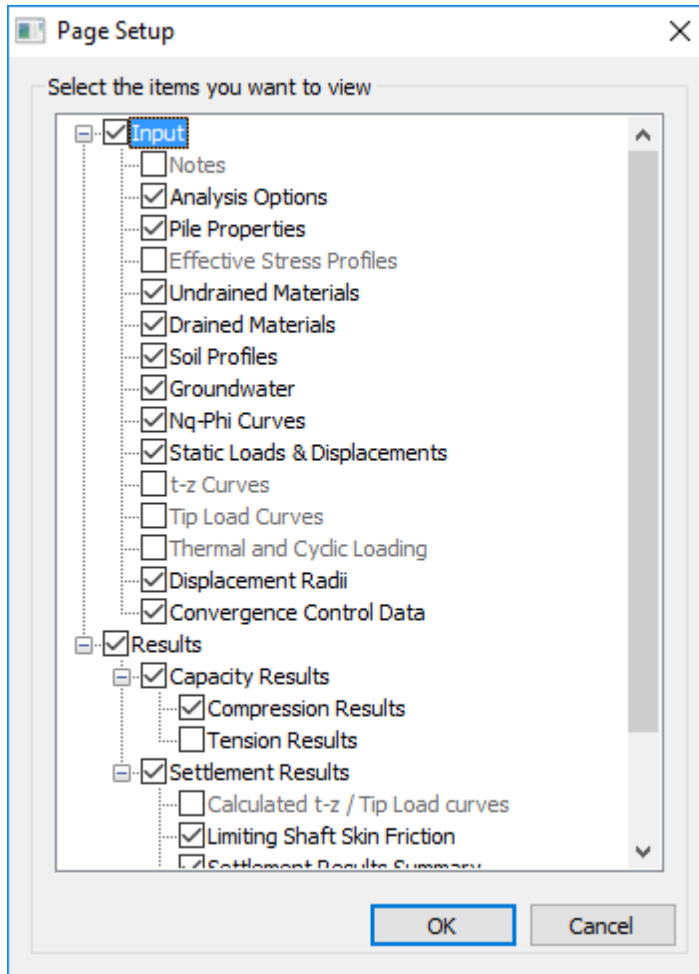 Page Setup
Select the items you want to view
Input
Notes
Analysis Options
Pile Properties
Effective Stress Profiles
Undrained Materials
Drained Materials
Soil Profiles
Groundwater
Nq-Phi Curves
Static Loads & Displacements
t-z Curves
Tip Load Curves
Thermal and Cyclic Loading
Displacement Radii
Convergence Control Data
Results
Capacity Results
Compression Results
Tension Results
Settlement Results
Calculated t-z / Tip Load curves
Limiting Shaft Skin Friction
Settlement Results Summary
OK Cancel